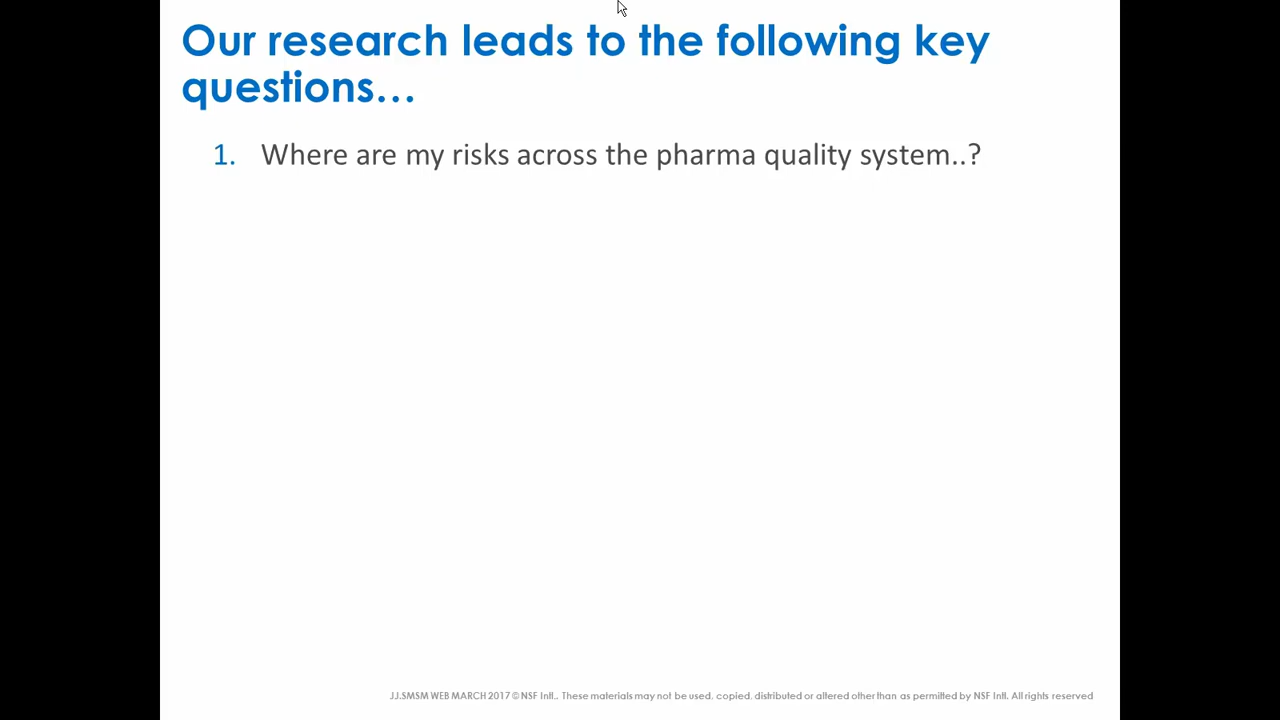 Our research leads to the following key
questions...
1. Where are my risks across the pharma quality system..?
JJ.SMSM WEB MARCH 2017 © NSF Intl.. These materials may not be used, copied, distributed or altered other than as permitted by NSF Intl. All rights reserved